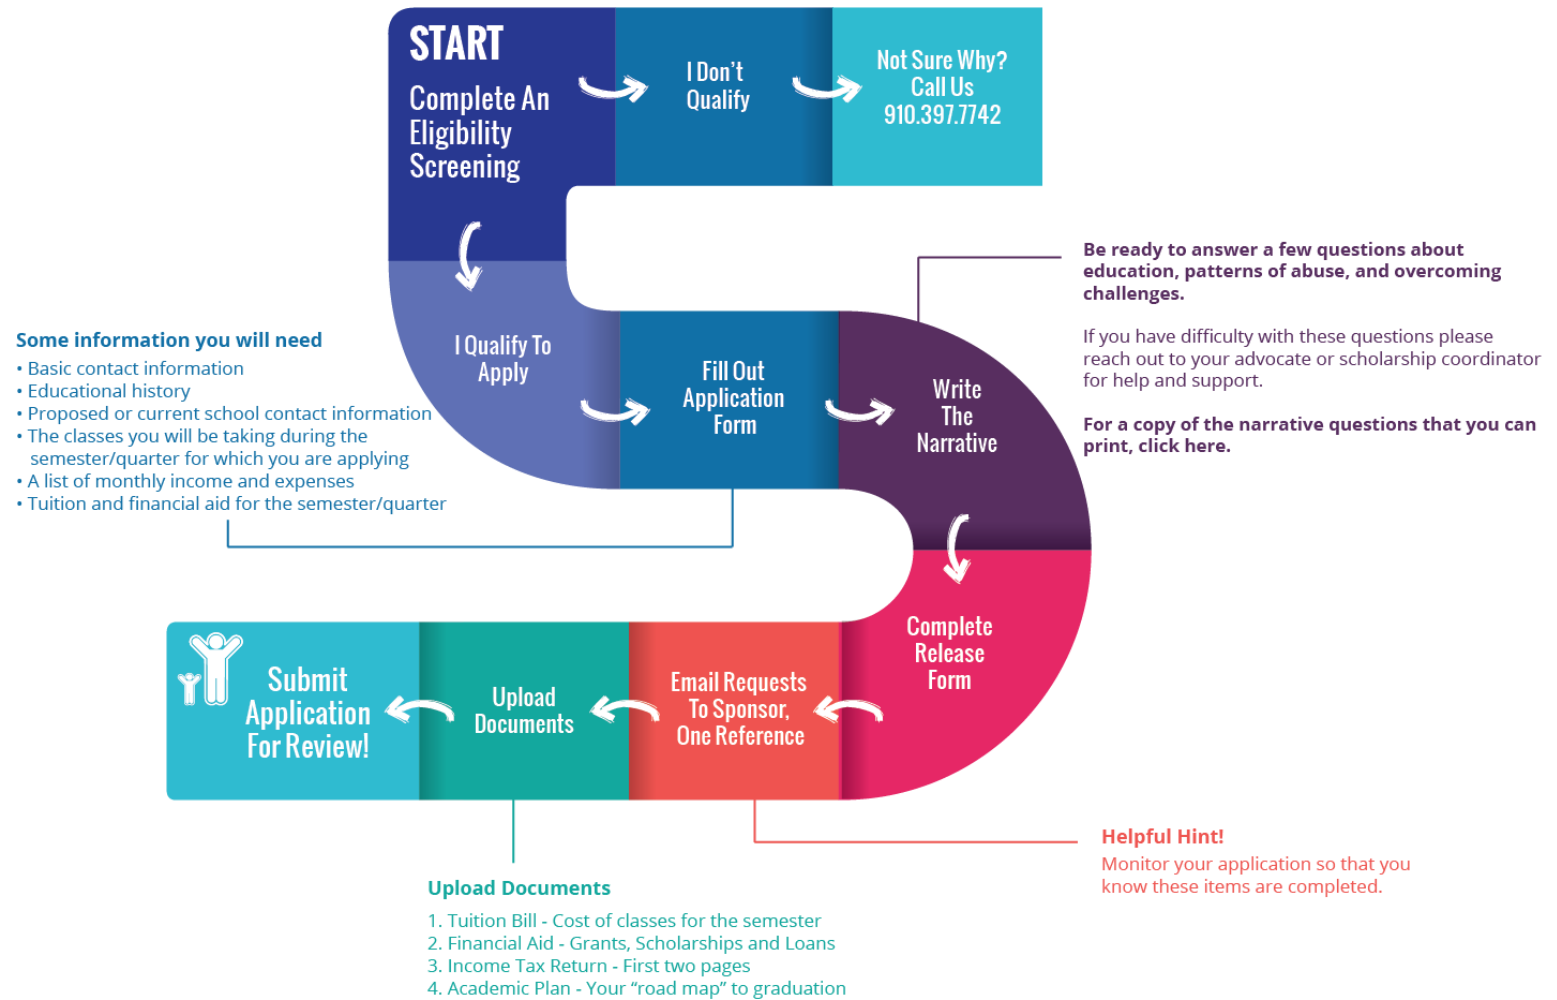 START
Complete An
Eligibility
Screening
I Don't
Qualify
Not Sure Why?
Call Us
910.397.7742
I Qualify To
Apply
Fill Out
Application
Form
Some information you will need
• Basic contact information
• Educational history
• Proposed or current school contact information
• The classes you will be taking during the
semester/quarter for which you are applying
• A list of monthly income and expenses
• Tuition and financial aid for the semester/quarter
Write
The
Narrative
Be ready to answer a few questions about
education, patterns of abuse, and overcoming
challenges.
If you have difficulty with these questions please
reach out to your advocate or scholarship coordinator
for help and support.
For a copy of the narrative questions that you can
print, click here.
Complete
Release
Form
Email Requests
To Sponsor,
One Reference
Helpful Hint!
Monitor your application so that you
know these items are completed.
Upload
Documents
Upload Documents
1. Tuition Bill - Cost of classes for the semester
2. Financial Aid - Grants, Scholarships and Loans
3. Income Tax Return - First two pages
4. Academic Plan - Your “road map” to graduation
Submit
Application
For Review!